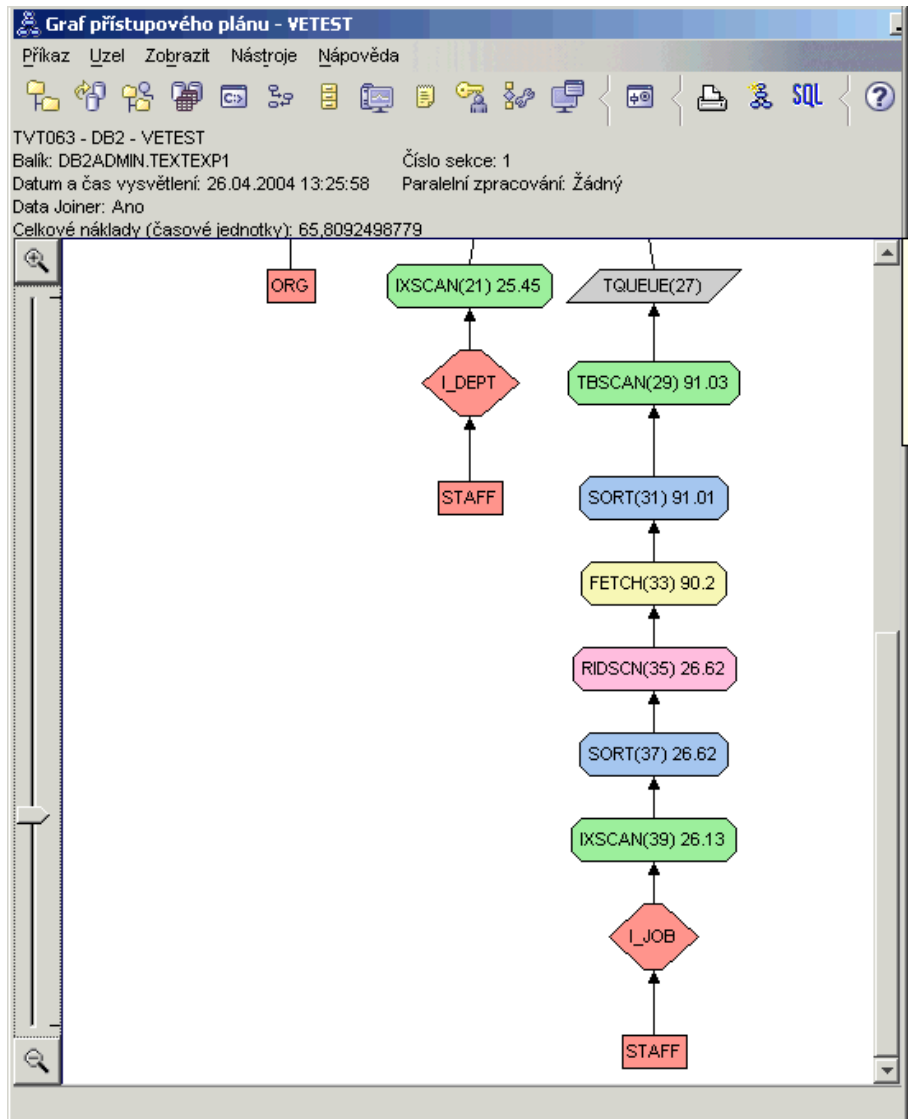 Graf přístupového plánu - VETEST
Příkaz Uzel Zobrazit Nástroje Nápověda
C:> SQL ?
TVT063 - DB2 - VETEST
Balík: DB2ADMIN.TEXTEXP1 Číslo sekce: 1
Datum a čas vysvětlení: 26.04.2004 13:25:58 Paralelní zpracování: Žádný
Data Joiner: Ano
Celkové náklady (časové jednotky): 65,8092498779
ORG IXSCAN(21) 25.45 TQUEUE(27)
I_DEPT TBSCAN(29) 91.03
STAFF SORT(31) 91.01
FETCH(33) 90.2
RIDSCN(35) 26.62
SORT(37) 26.62
IXSCAN(39) 26.13
I_JOB
STAFF